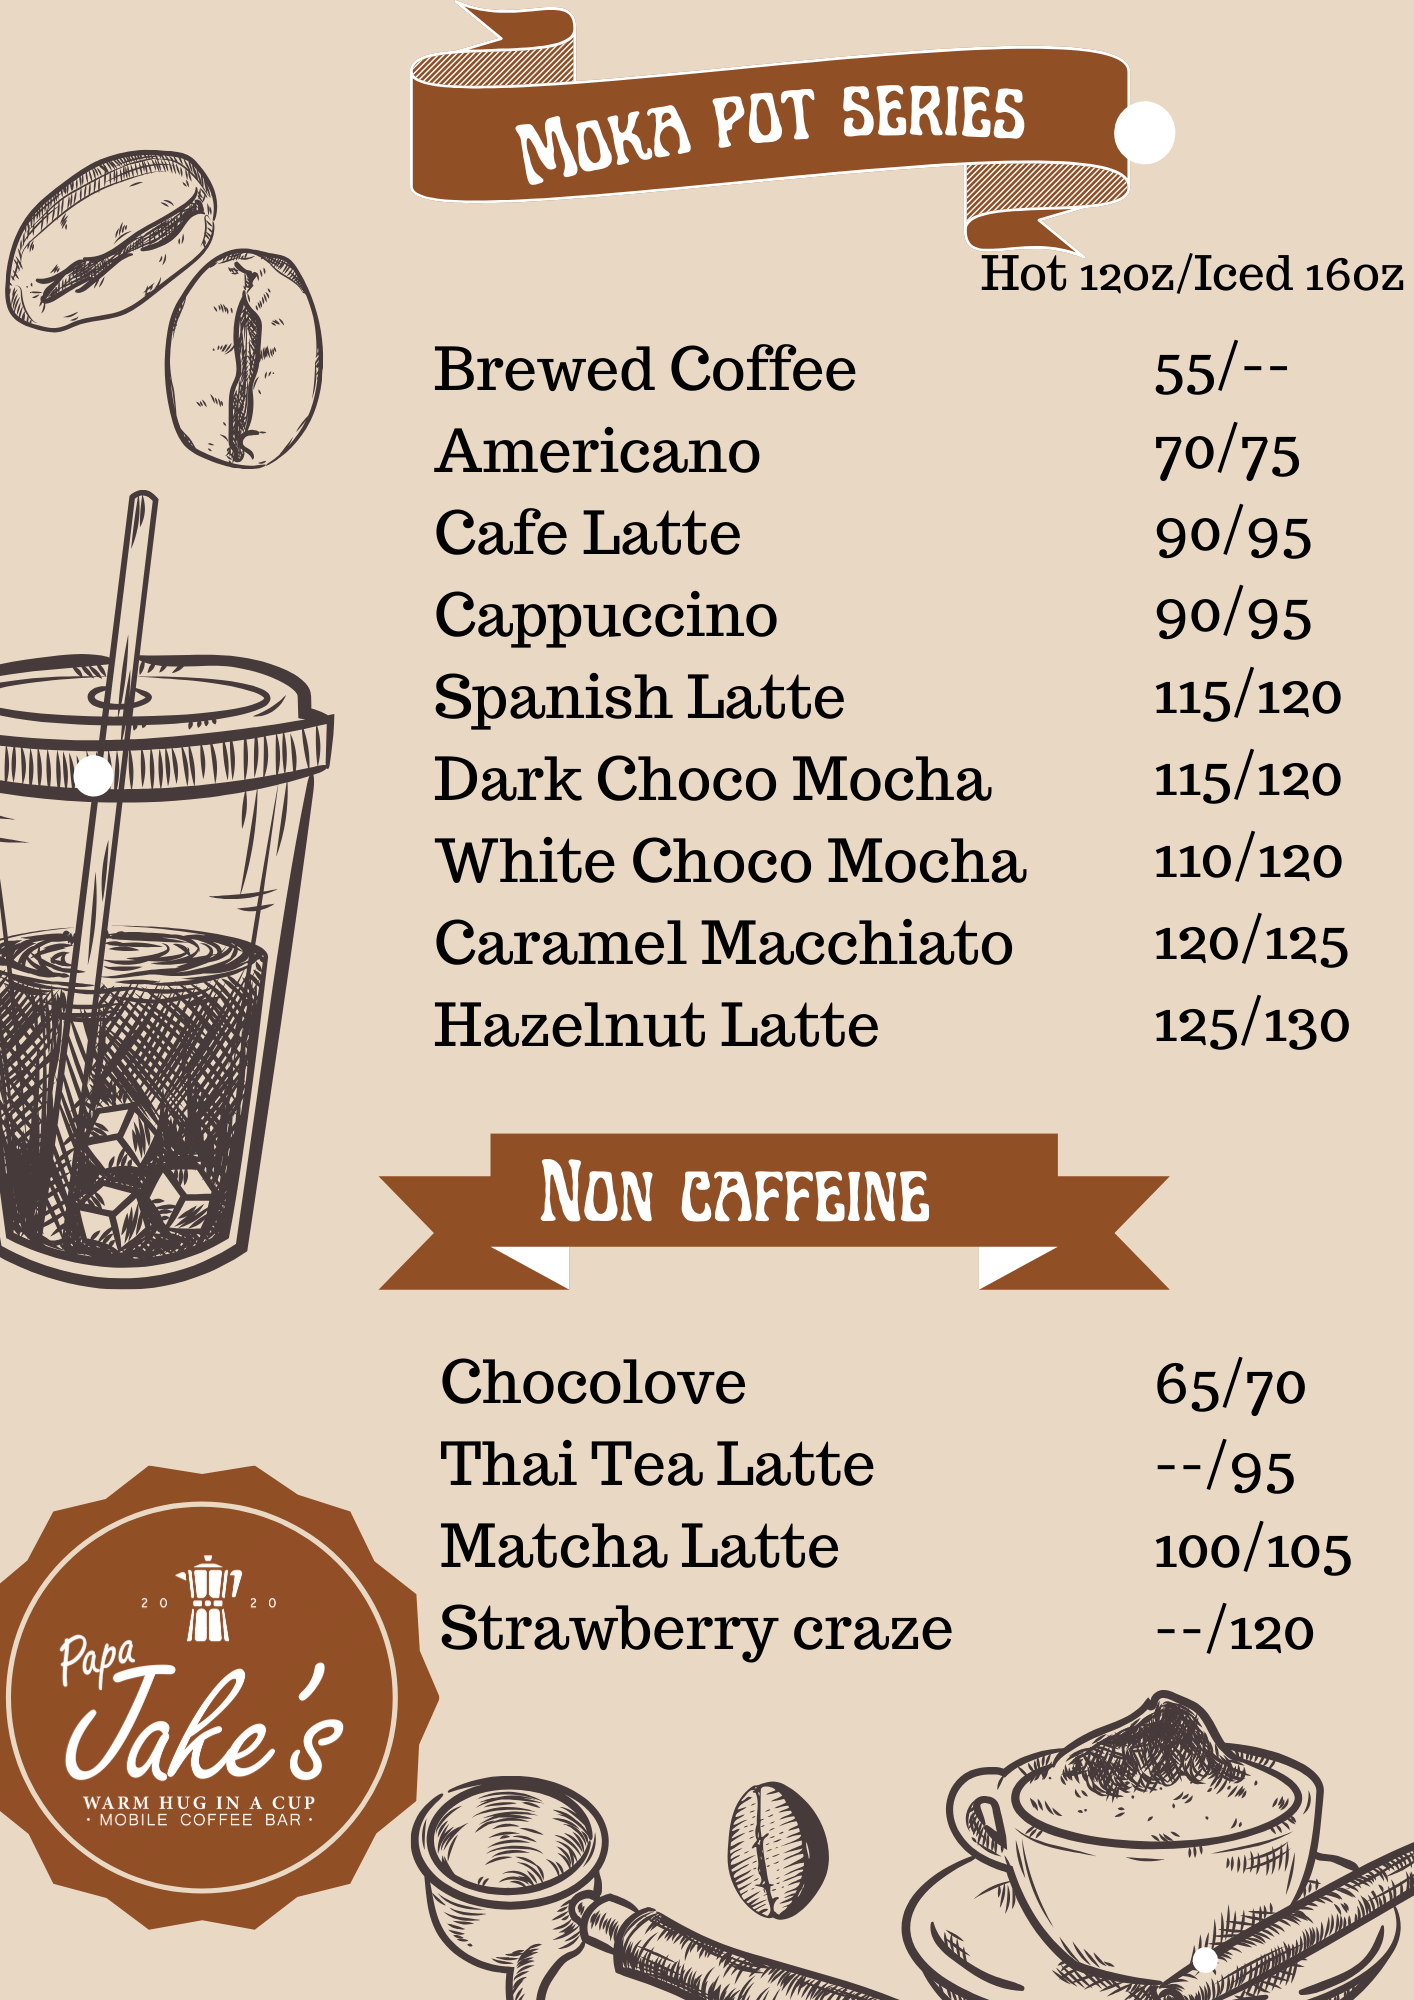 MOKA POT SERIES
Hot 12oz/Iced 16oz
Brewed Coffee 55/--
Americano 70/75
Cafe Latte 90/95
Cappuccino 90/95
Spanish Latte 115/120
Dark Choco Mocha 115/120
White Choco Mocha 110/120
Caramel Macchiato 120/125
Hazelnut Latte 125/130
NON CAFFEINE
Chocolove 65/70
Thai Tea Latte --/95
Matcha Latte 100/105
Strawberry craze --/120
20 20
Papa
Jake's
WARM HUG IN A CUP
· MOBILE COFFEE BAR ·